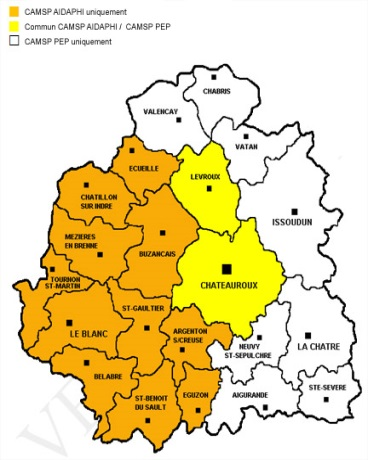 CAMSP AIDAPHI uniquement
Commun CAMSP AIDAPHI / CAMSP PEP
CAMSP PEP uniquement
CHABRIS
VALENCAY
VATAN
ECUEILLE
LEVROUX
CHATILLON
SUR INDRE
ISSOUDUN
MEZIERES
EN BRENNE
BUZANCAIS
TOURNON
ST-MARTIN
CHATEAUROUX
ST-GAULTIER
LE BLANC
ARGENTON
S/CREUSE
NEUVY
ST-SEPULCHRE
LA CHATRE
BELABRE
ST-BENOIT
DU SAULT
EGUZON
AIGURANDE
STE-SEVERE